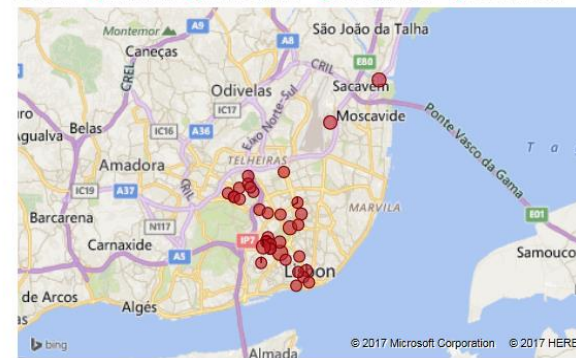 Montemor
A9
A8
São João da Talha
Caneças
CREL
CRIL
E80
Sacavém
Odivelas
IC17
Eixo Norte-Sul
Moscavide
Ponte Vasco da Gama
Agualva
Belas
IC16
A36
TELHEIRAS
Amadora
CRIL
IC19
A37
MARVILA
Barcarena
N117
E01
Carnaxide
IP7
A5
Samouco
Lisbon
de Arcos
Algés
bing
Almada
© 2017 Microsoft Corporation
© 2017 HERE